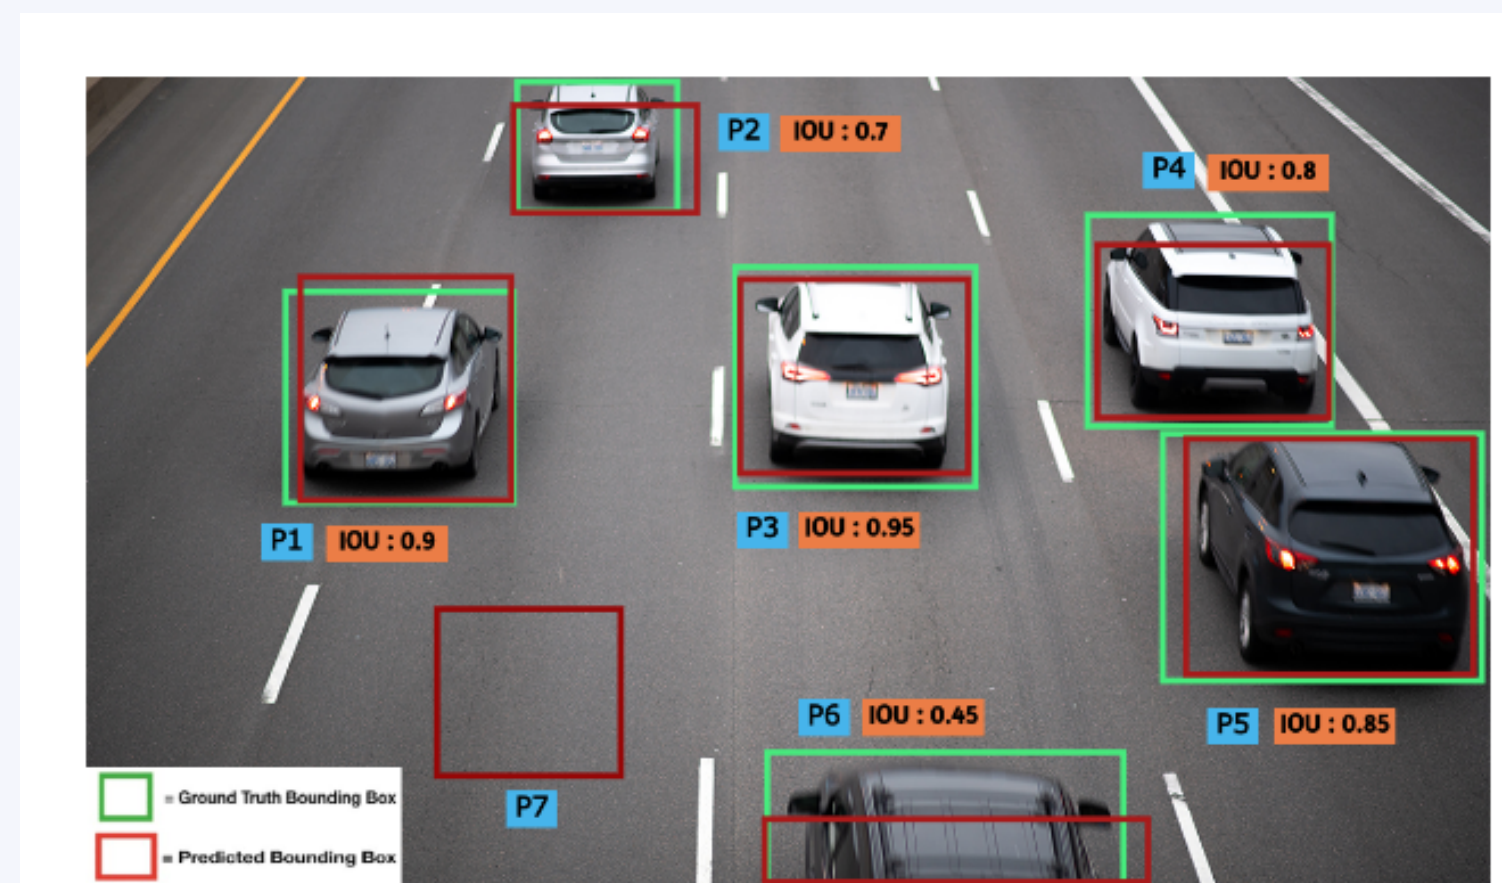 P2 IOU : 0.7
P4 IOU : 0.8
P1 IOU : 0.9
P3 IOU : 0.95
P6 IOU : 0.45
P5 IOU : 0.85
P7
= Ground Truth Bounding Box
= Predicted Bounding Box